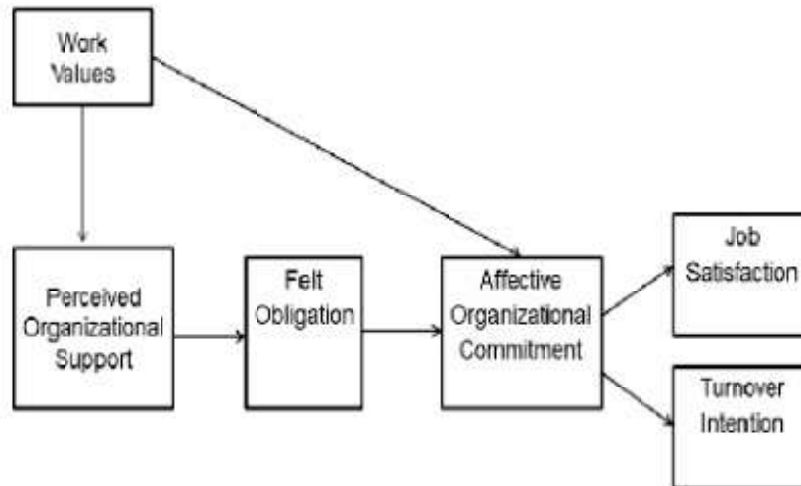 Work
Values
Perceived
Organizational
Support
Felt
Obligation
Affective
Organizational
Commitment
Job
Satisfaction
Turnover
Intention